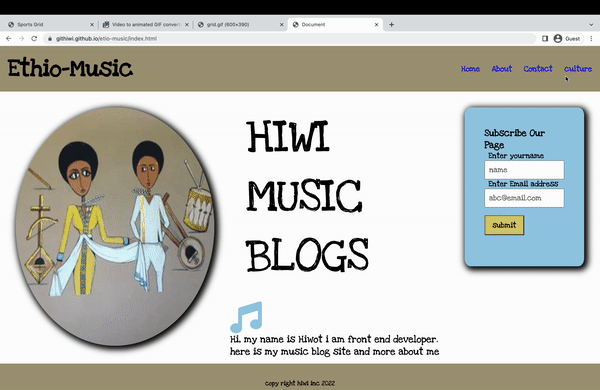 Sports Grid
Video to animated GIF convert
grid.gif (600×390)
Document
githiwi.github.io/etio-music/index.html
Guest
Ethio-Music
Home
About
Contact
culture
HIWI
MUSIC
BLOGS
Subscribe Our
Page
Enter yourname
name
Enter Email address
abc@email.com
submit
Hi, my name is Hiwot i am front end developer.
here is my music blog site and more about me
copy right hiwi inc 2022